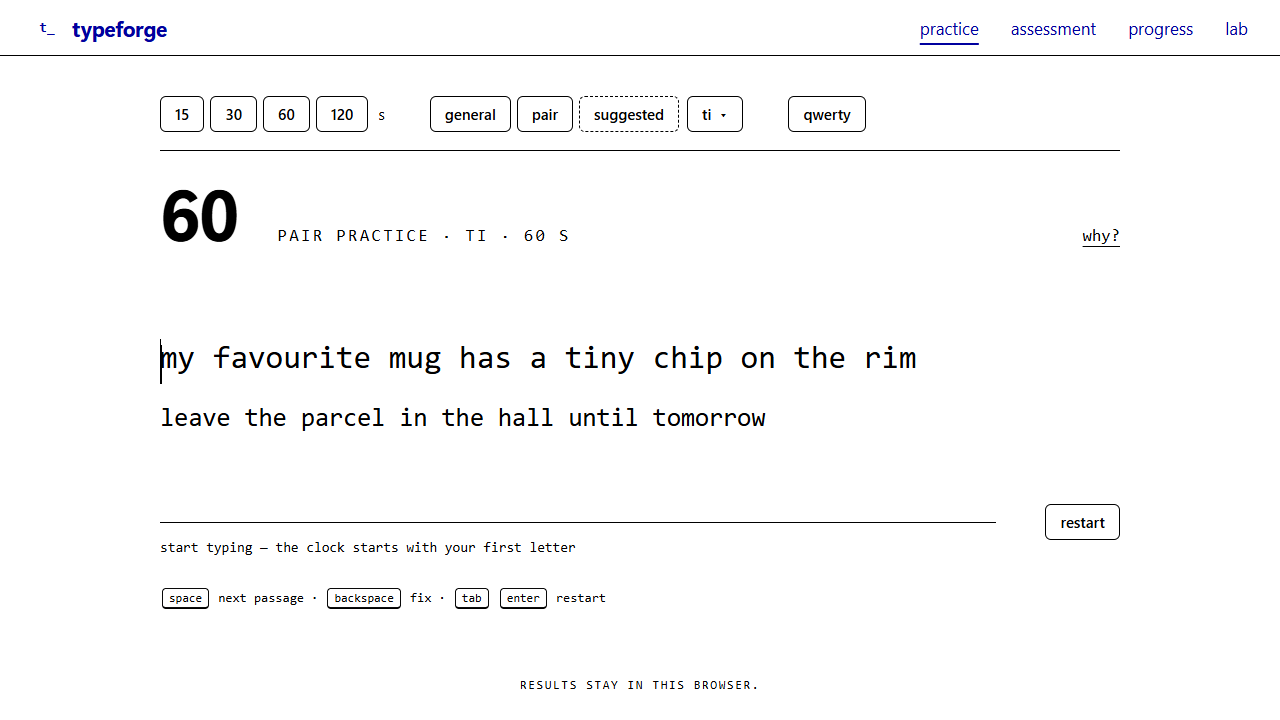 t_ typeforge practice assessment progress lab
15 30 60 120 s general pair suggested ti qwerty
60 PAIR PRACTICE · TI · 60 S why?
my favourite mug has a tiny chip on the rim
leave the parcel in the hall until tomorrow
restart
start typing — the clock starts with your first letter
space next passage · backspace fix · tab enter restart
RESULTS STAY IN THIS BROWSER.